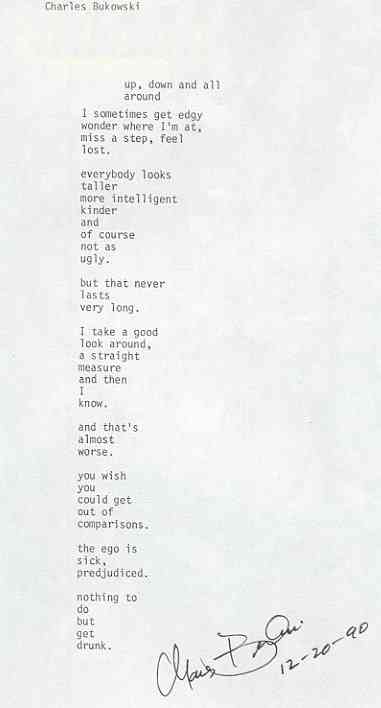 Charles Bukowski
up, down and all
around
I sometimes get edgy
wonder where I'm at,
miss a step, feel
lost.
everybody looks
taller
more intelligent
kinder
and
of course
not as
ugly.
but that never
lasts
very long.
I take a good
look around,
a straight
measure
and then
I
know.
and that's
almost
worse.
you wish
you
could get
out of
comparisons.
the ego is
sick,
predjudiced.
nothing to
do
but
get
drunk.
12-20-90